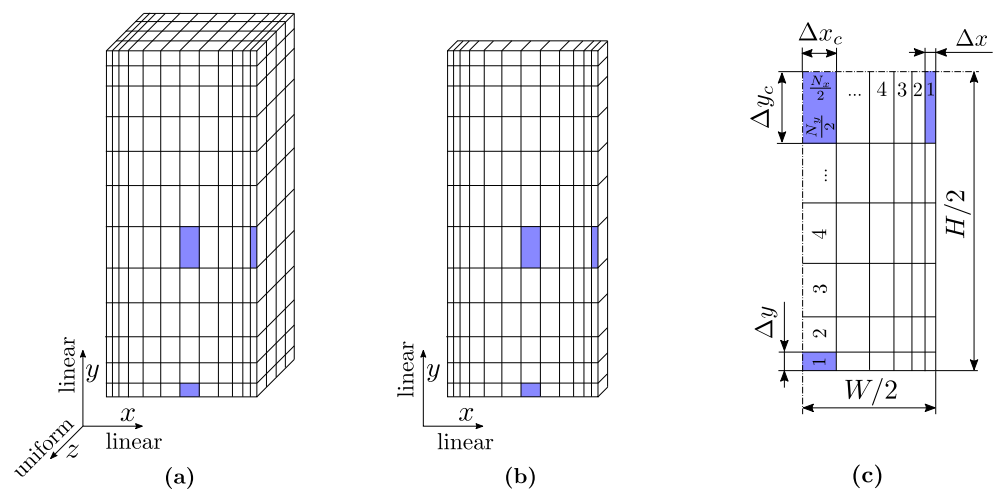 linear
y
x
linear
uniform
z
(a)
linear
y
x
linear
(b)
Δx_c
Δx
Δy_c
N_x/2
... 4 3 2 1
N_y/2
...
4
3
2
1
Δy
H/2
W/2
(c)